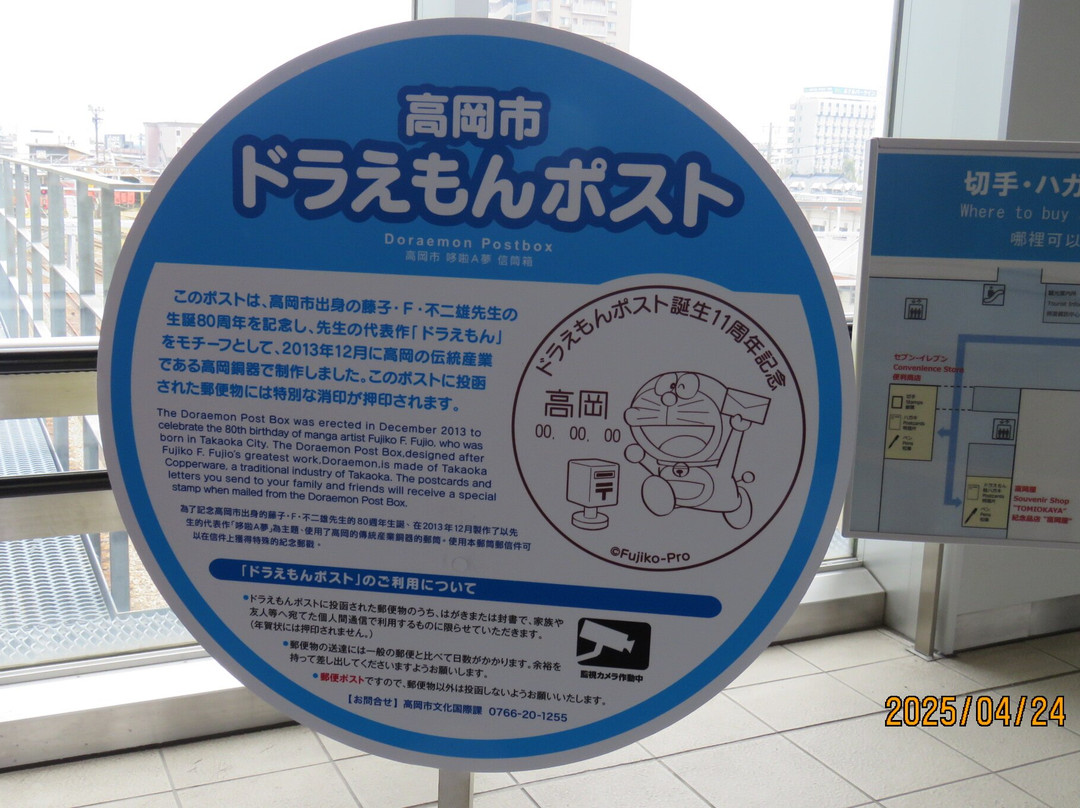 高岡市
ドラえもんポスト
Doraemon Postbox
高岡市 哆啦A夢 信筒箱
このポストは、高岡市出身の藤子・F・不二雄先生の
生誕80周年を記念し、先生の代表作「ドラえもん」
をモチーフとして、2013年12月に高岡の伝統産業
である高岡銅器で制作しました。このポストに投函
された郵便物には特別な消印が押印されます。
The Doraemon Post Box was erected in December 2013 to
celebrate the 80th birthday of manga artist Fujiko F. Fujio, who was
born in Takaoka City. The Doraemon Post Box,designed after
Fujiko F. Fujio's greatest work,Doraemon,is made of Takaoka
Copperware, a traditional industry of Takaoka. The postcards and
letters you send to your family and friends will receive a special
stamp when mailed from the Doraemon Post Box.
為了記念高岡市出身的藤子・F・不二雄先生的80週年生誕、在2013年12月製作了以先
生的代表作「哆啦A夢」為主題、使用了高岡的傳統産業銅器的郵筒。使用本郵筒郵信件可
以在信件上獲得特殊的紀念郵戳。
ドラえもんポスト誕生11周年記念
高岡
00. 00. 00
©Fujiko-Pro
「ドラえもんポスト」のご利用について
●ドラえもんポストに投函された郵便物のうち、はがきまたは封書で、家族や
友人等へ宛てた個人間通信で利用するものに限らせていただきます。
(年賀状には押印されません。)
●郵便物の送達には一般の郵便と比べて日数がかかります。余裕を
持って差し出してくださいますようお願いします。
●郵便ポストですので、郵便物以外は投函しないようお願いいたします。
【お問合せ】高岡市文化国際課 0766-20-1255
監視カメラ作動中
切手・ハガ
Where to buy
哪裡可以
セブン-イレブン
Convenience Store
便利商店
切手
Stamps
ハガキ
Postcards
ペン
Pens
Postcards
ペン
Pens
高岡屋
Souvenir Shop
"TOMIOKAYA"
2025/04/24